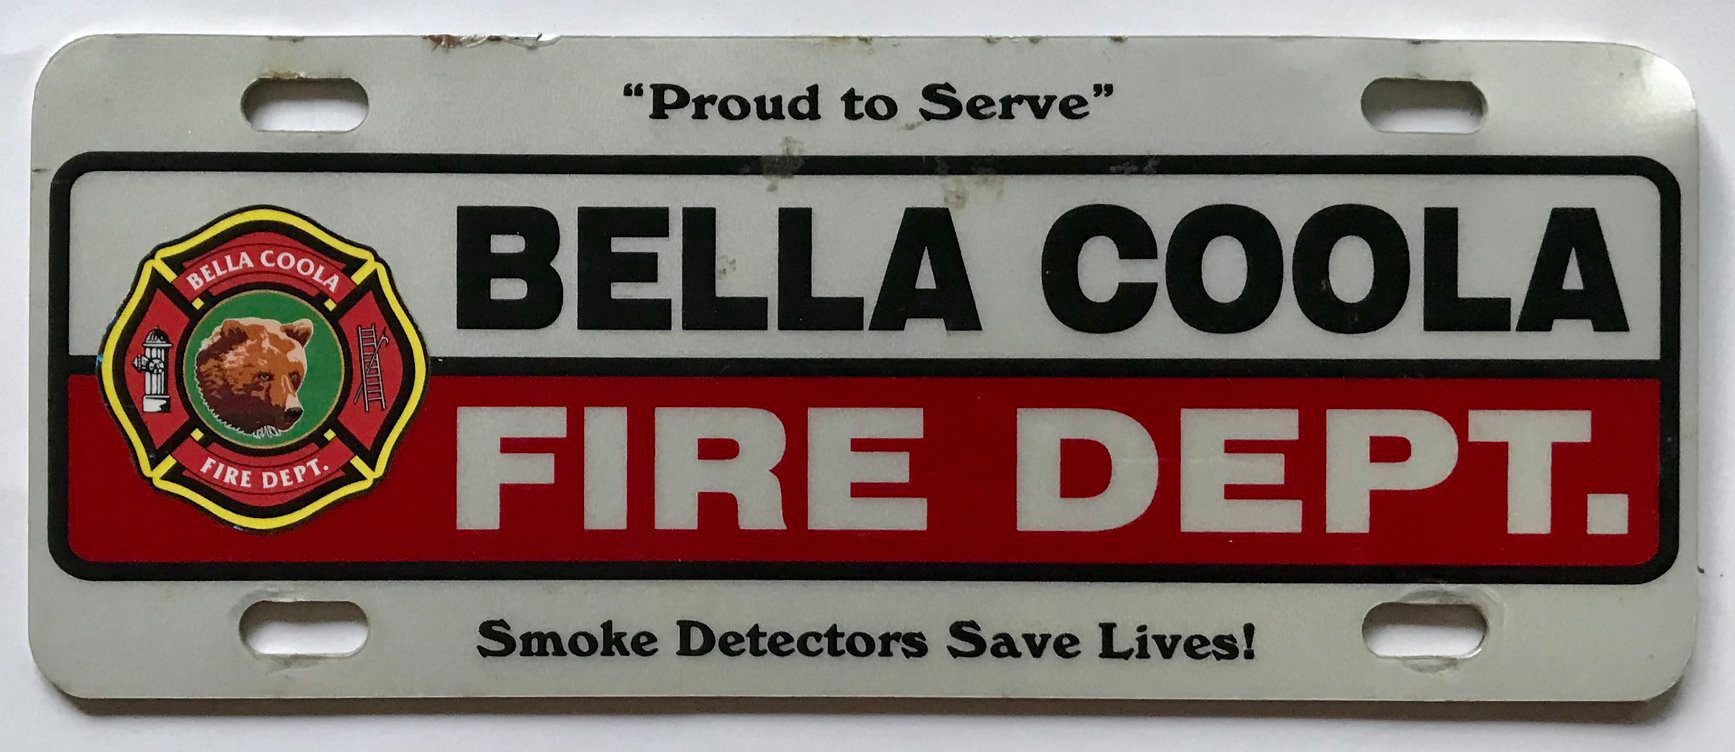 “Proud to Serve”
BELLA COOLA
BELLA COOLA
FIRE DEPT.
FIRE DEPT.
Smoke Detectors Save Lives!